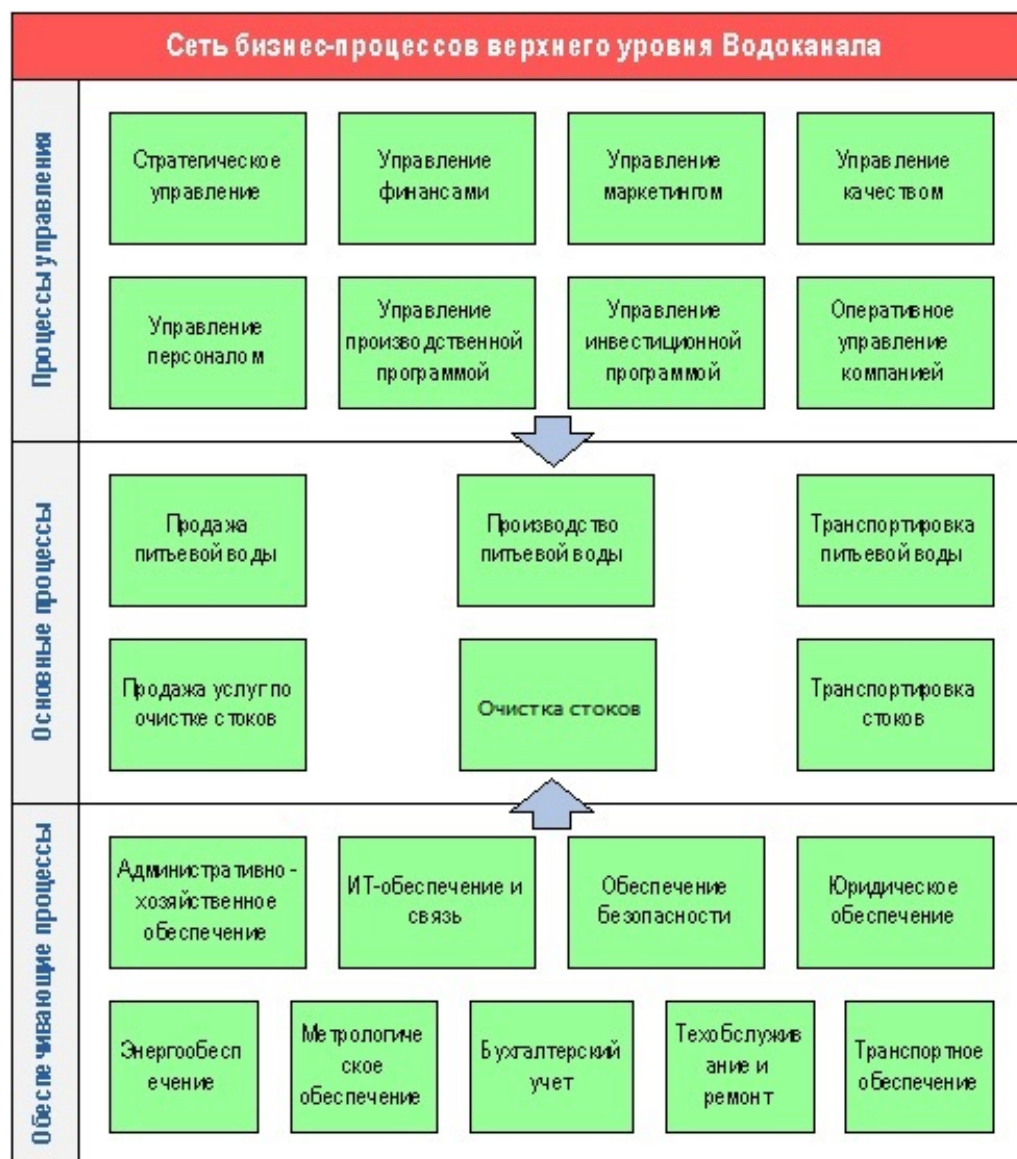 Сеть бизнес-процессов верхнего уровня Водоканала
Процессы управления
Стратегическое
управление
Управление
финансами
Управление
маркетингом
Управление
качеством
Управление
персоналом
Управление
производственной
программой
Управление
инвестиционной
программой
Оперативное
управление
компанией
Основные процессы
Продажа
питьевой воды
Производство
питьевой воды
Транспортировка
питьевой воды
Продажа услуг по
очистке стоков
Очистка стоков
Транспортировка
стоков
Обеспечивающие процессы
Административно -
хозяйственное
обеспечение
ИТ-обеспечение и
связь
Обеспечение
безопасности
Юридическое
обеспечение
Энергообесп
ечение
Метрологиче
ское
обеспечение
Бухгалтерский
учет
Техобслужив
ание и
ремонт
Транспортное
обеспечение